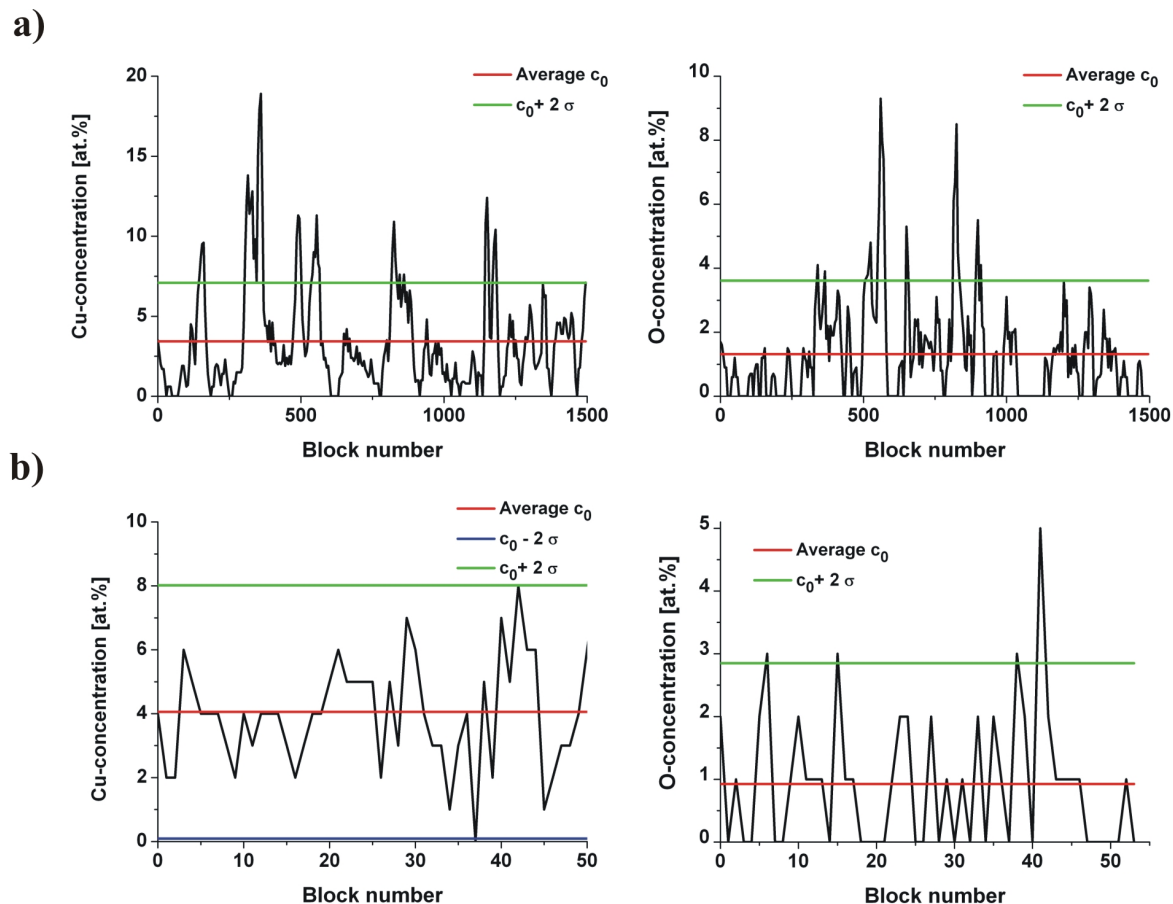 a)
Cu-concentration [at.%]
20
15
10
5
0
0 500 1000 1500
Block number
Average c₀
c₀+ 2 σ
O-concentration [at.%]
10
8
6
4
2
0
0 500 1000 1500
Block number
Average c₀
c₀+ 2 σ
b)
Cu-concentration [at.%]
10
8
6
4
2
0
0 10 20 30 40 50
Block number
Average c₀
c₀ - 2 σ
c₀+ 2 σ
O-concentration [at.%]
5
4
3
2
1
0
0 10 20 30 40 50
Block number
Average c₀
c₀+ 2 σ